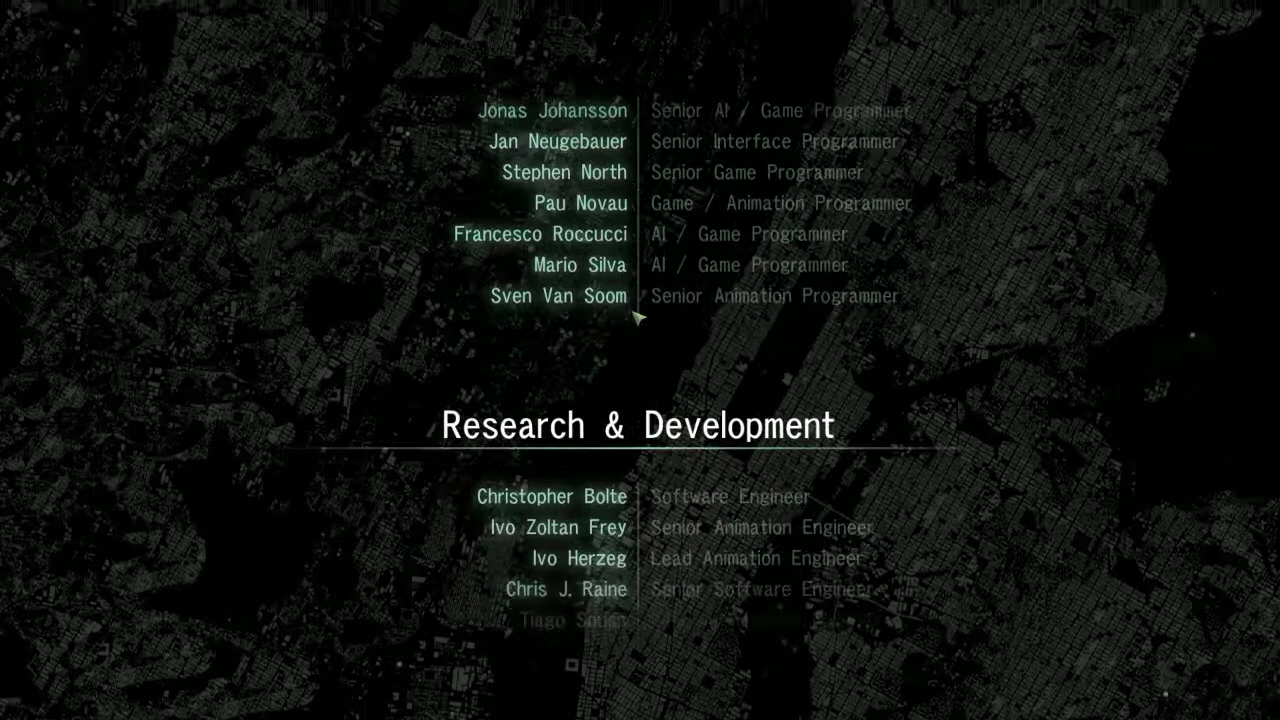 Jonas Johansson Senior AI / Game Programmer
Jan Neugebauer Senior Interface Programmer
Stephen North Senior Game Programmer
Pau Novau Game / Animation Programmer
Francesco Roccucci AI / Game Programmer
Mario Silva AI / Game Programmer
Sven Van Soom Senior Animation Programmer
Research & Development
Christopher Bolte Software Engineer
Ivo Zoltan Frey Senior Animation Engineer
Ivo Herzeg Lead Animation Engineer
Chris J. Raine Senior Software Engineer
Tiago Sousa